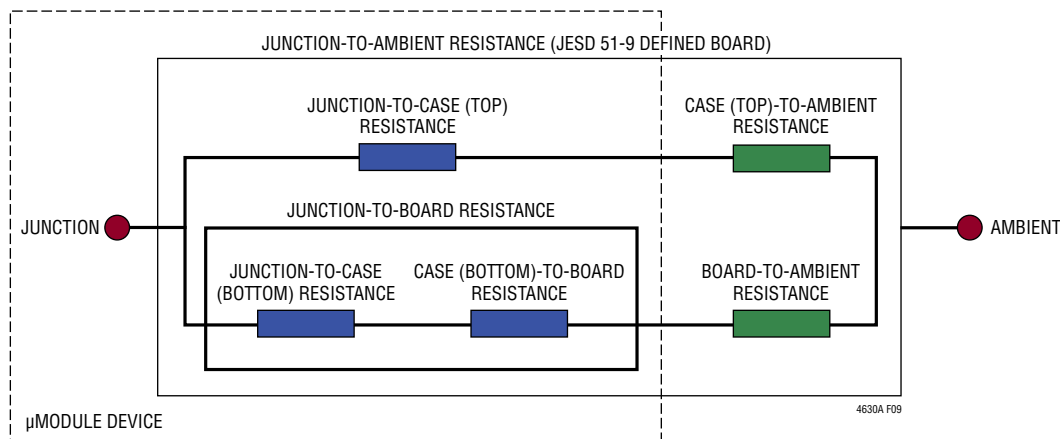 JUNCTION-TO-AMBIENT RESISTANCE (JESD 51-9 DEFINED BOARD)
JUNCTION-TO-CASE (TOP)
RESISTANCE
CASE (TOP)-TO-AMBIENT
RESISTANCE
JUNCTION-TO-BOARD RESISTANCE
JUNCTION
AMBIENT
JUNCTION-TO-CASE
(BOTTOM) RESISTANCE
CASE (BOTTOM)-TO-BOARD
RESISTANCE
BOARD-TO-AMBIENT
RESISTANCE
4630A F09
µMODULE DEVICE